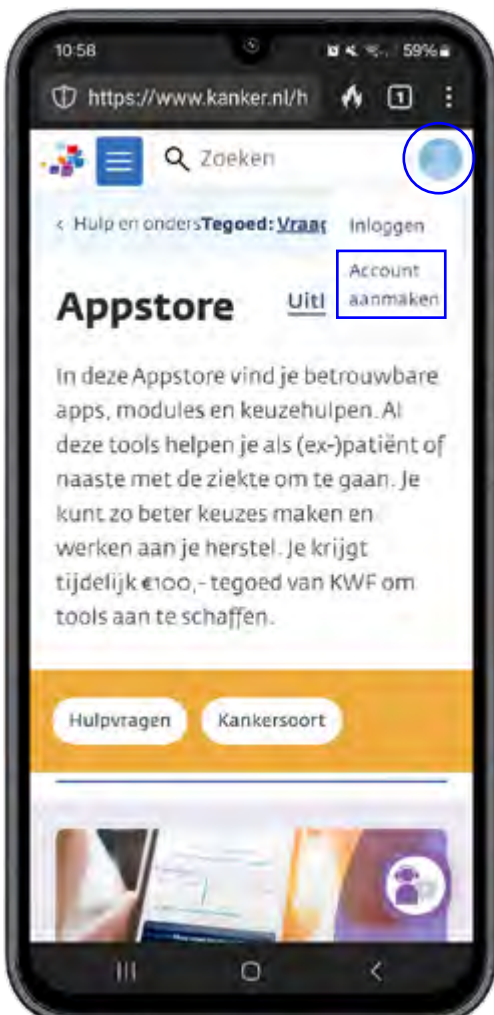 10:58
59%
https://www.kanker.nl/h
1
Zoeken
< Hulp en onders Tegoed: Vraag
Inloggen
Account
aanmaken
Appstore
Uitl
In deze Appstore vind je betrouwbare
apps, modules en keuzehulpen. Al
deze tools helpen je als (ex-)patiënt of
naaste met de ziekte om te gaan. Je
kunt zo beter keuzes maken en
werken aan je herstel. Je krijgt
tijdelijk €100,- tegoed van KWF om
tools aan te schaffen.
Hulpvragen
Kankersoort